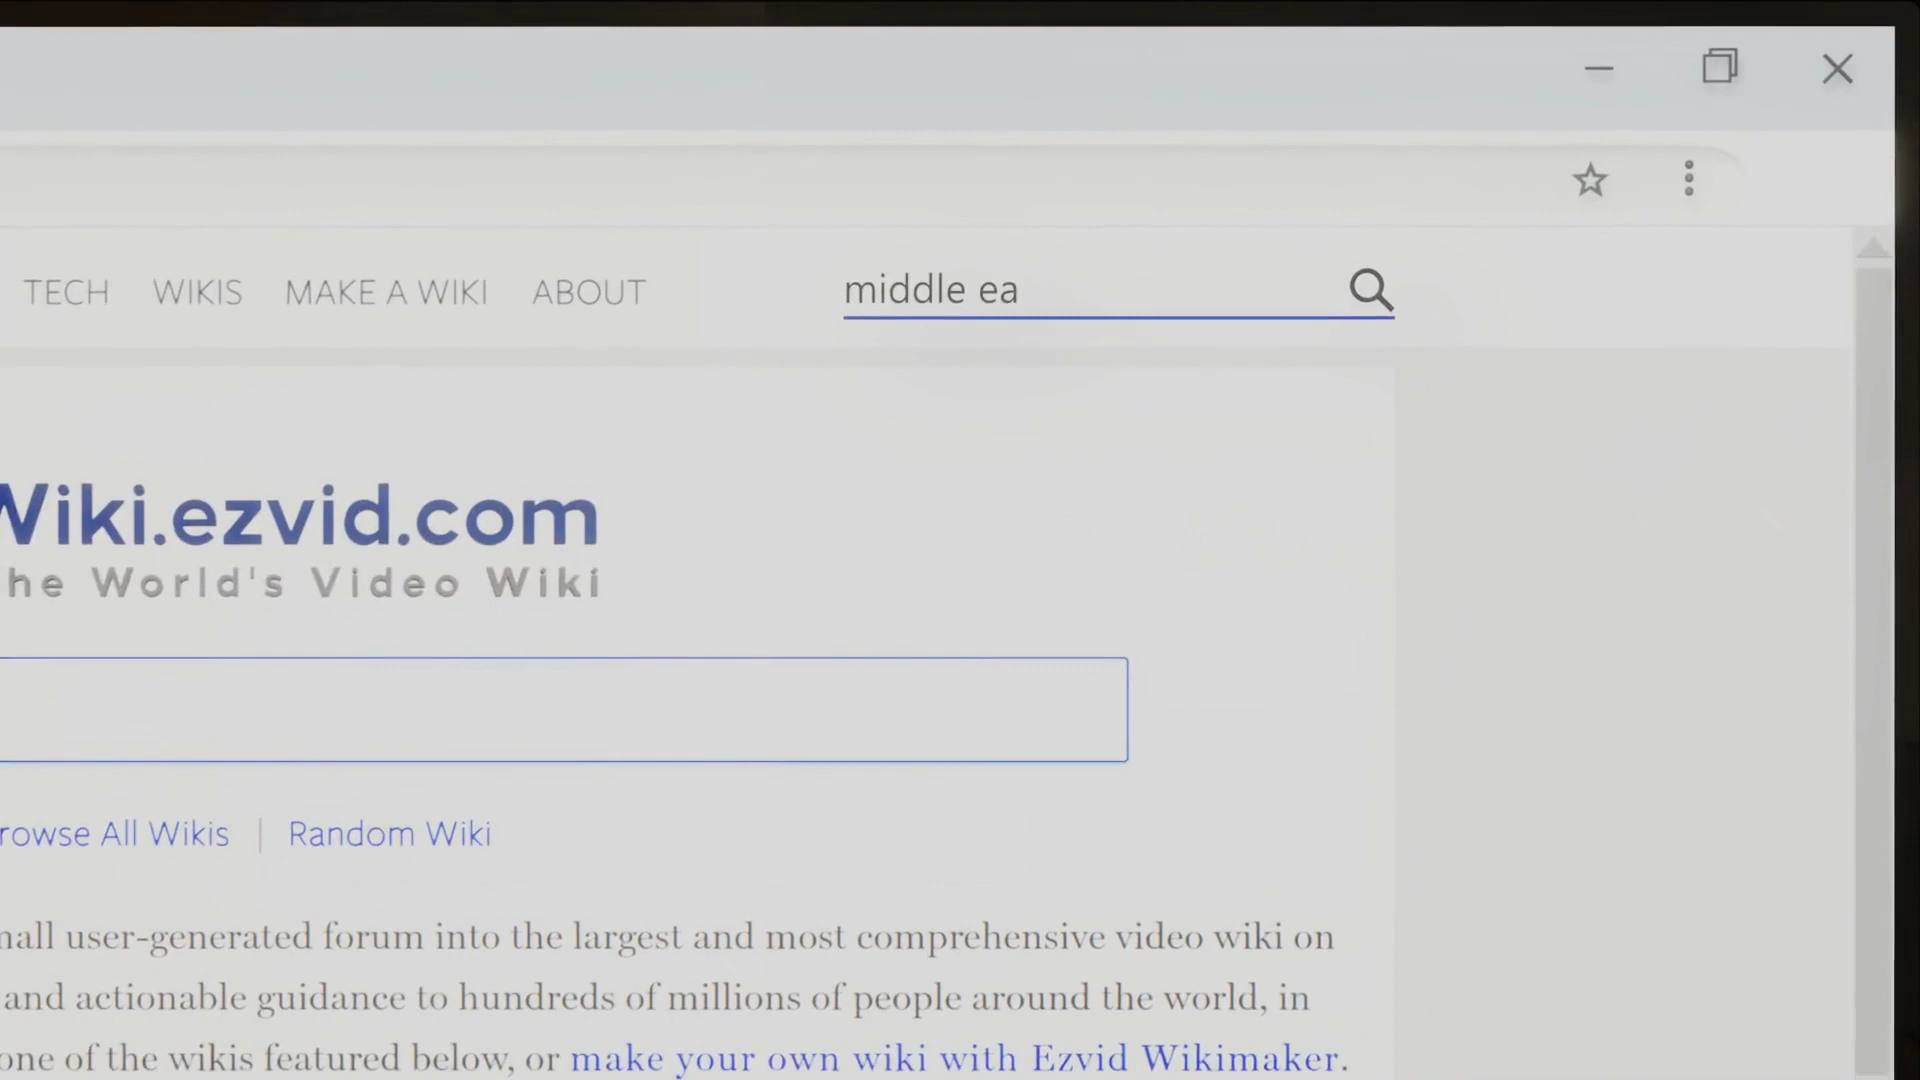 TECH WIKIS MAKE A WIKI ABOUT middle ea
Wiki.ezvid.com
he World's Video Wiki
rowse All Wikis | Random Wiki
mall user-generated forum into the largest and most comprehensive video wiki on
and actionable guidance to hundreds of millions of people around the world, in
one of the wikis featured below, or make your own wiki with Ezvid Wikimaker.